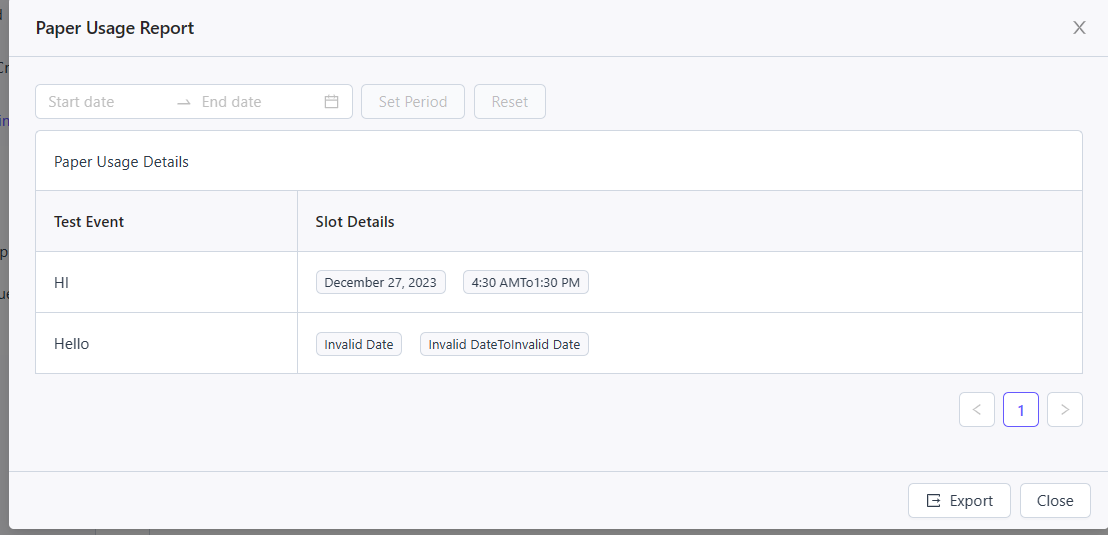 Paper Usage Report
Start date End date Set Period Reset
Paper Usage Details
Test Event Slot Details
HI December 27, 2023 4:30 AMTo1:30 PM
Hello Invalid Date Invalid DateToInvalid Date
1
Export Close